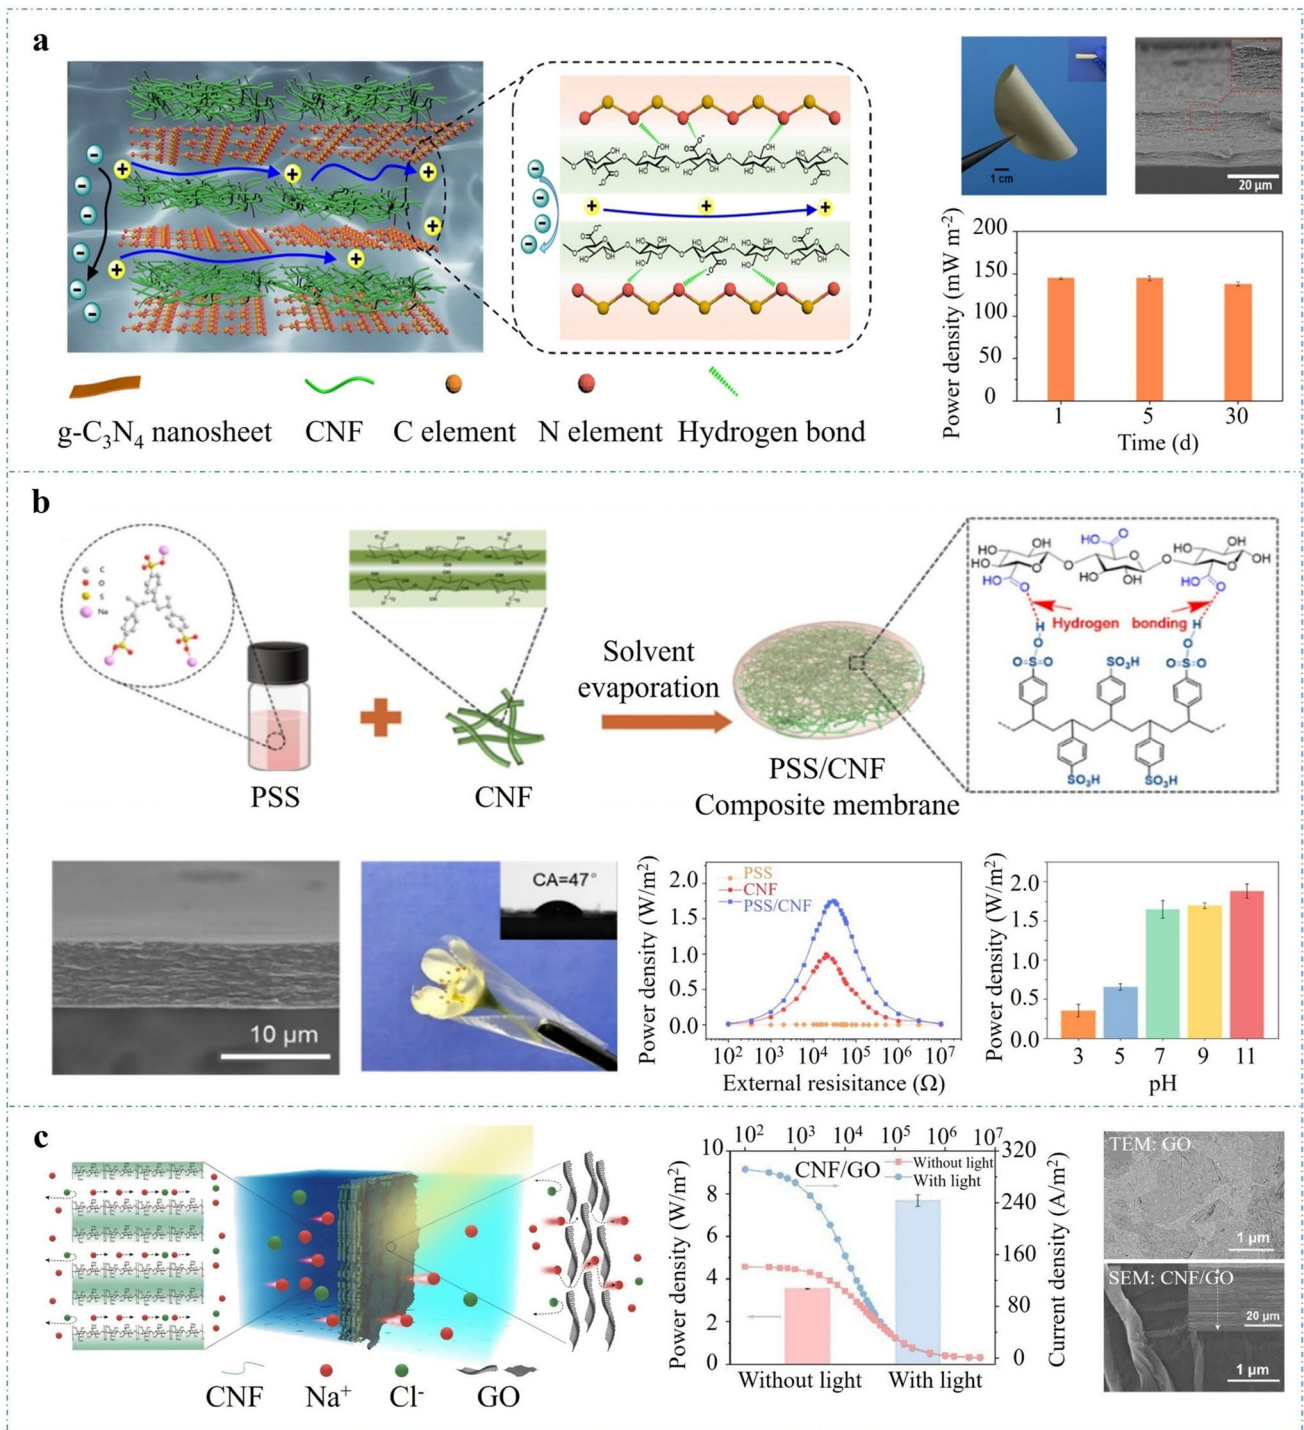 a
1 cm
20 µm
g-C₃N₄ nanosheet
CNF
C element
N element
Hydrogen bond
Power density (mW m⁻²)
200
150
100
50
0
1
5
30
Time (d)
b
C
O
S
Na
PSS
CNF
Solvent
evaporation
PSS/CNF
Composite membrane
Hydrogen bonding
SO₃H
SO₃H
SO₃H
10 µm
CA=47°
Power density (W/m²)
2.0
1.5
1.0
0.5
0.0
PSS
CNF
PSS/CNF
10² 10³ 10⁴ 10⁵ 10⁶ 10⁷
External resisitance (Ω)
Power density (W/m²)
2.0
1.5
1.0
0.5
0.0
3 5 7 9 11
pH
c
CNF
Na⁺
Cl⁻
GO
10² 10³ 10⁴ 10⁵ 10⁶ 10⁷
Power density (W/m²)
10
8
6
4
2
0
CNF/GO
Without light
With light
320
240
160
80
0
Current density (A/m²)
Without light
With light
TEM: GO
1 µm
SEM: CNF/GO
20 µm
1 µm